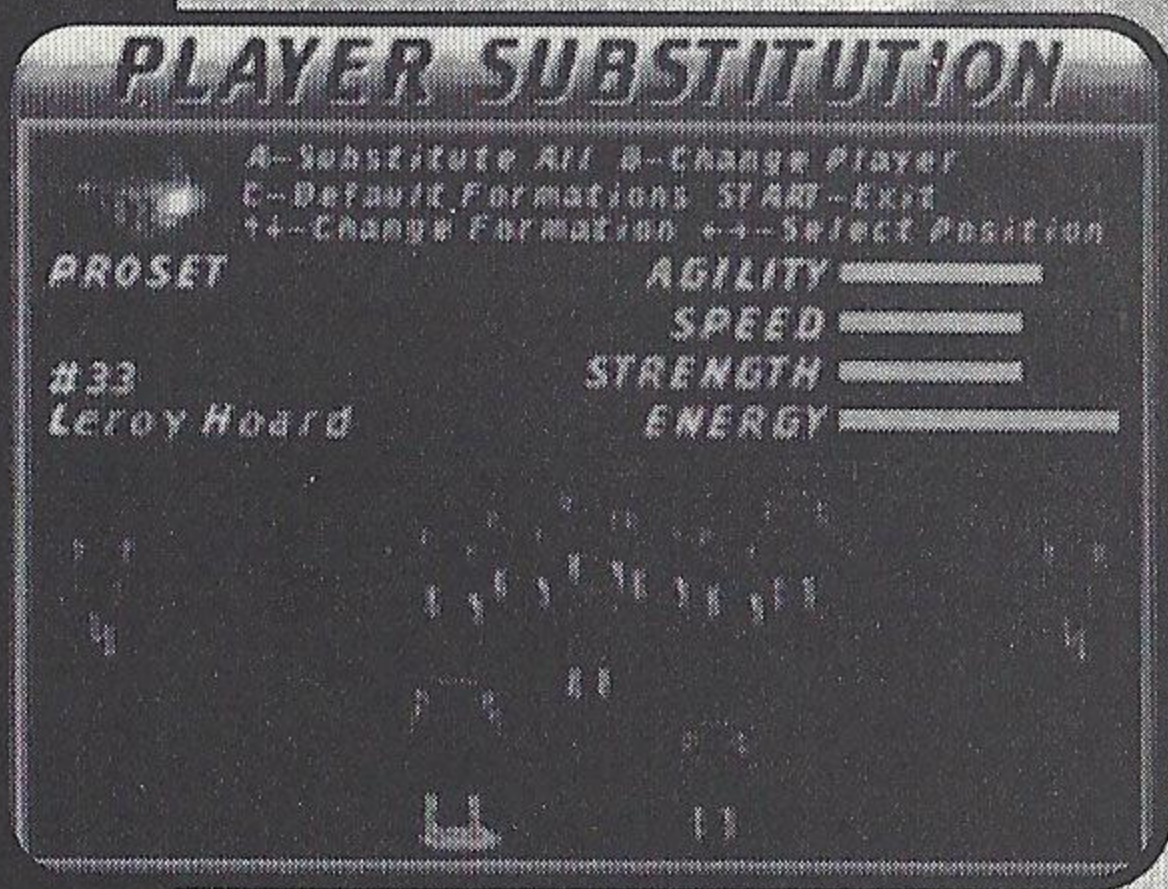 PLAYER SUBSTITUTION
A-Substitute All B-Change Player
C-Default Formations START-Exit
↑↓-Change Formation ←→-Select Position
PROSET
AGILITY
SPEED
#33
STRENGTH
Leroy Hoard
ENERGY